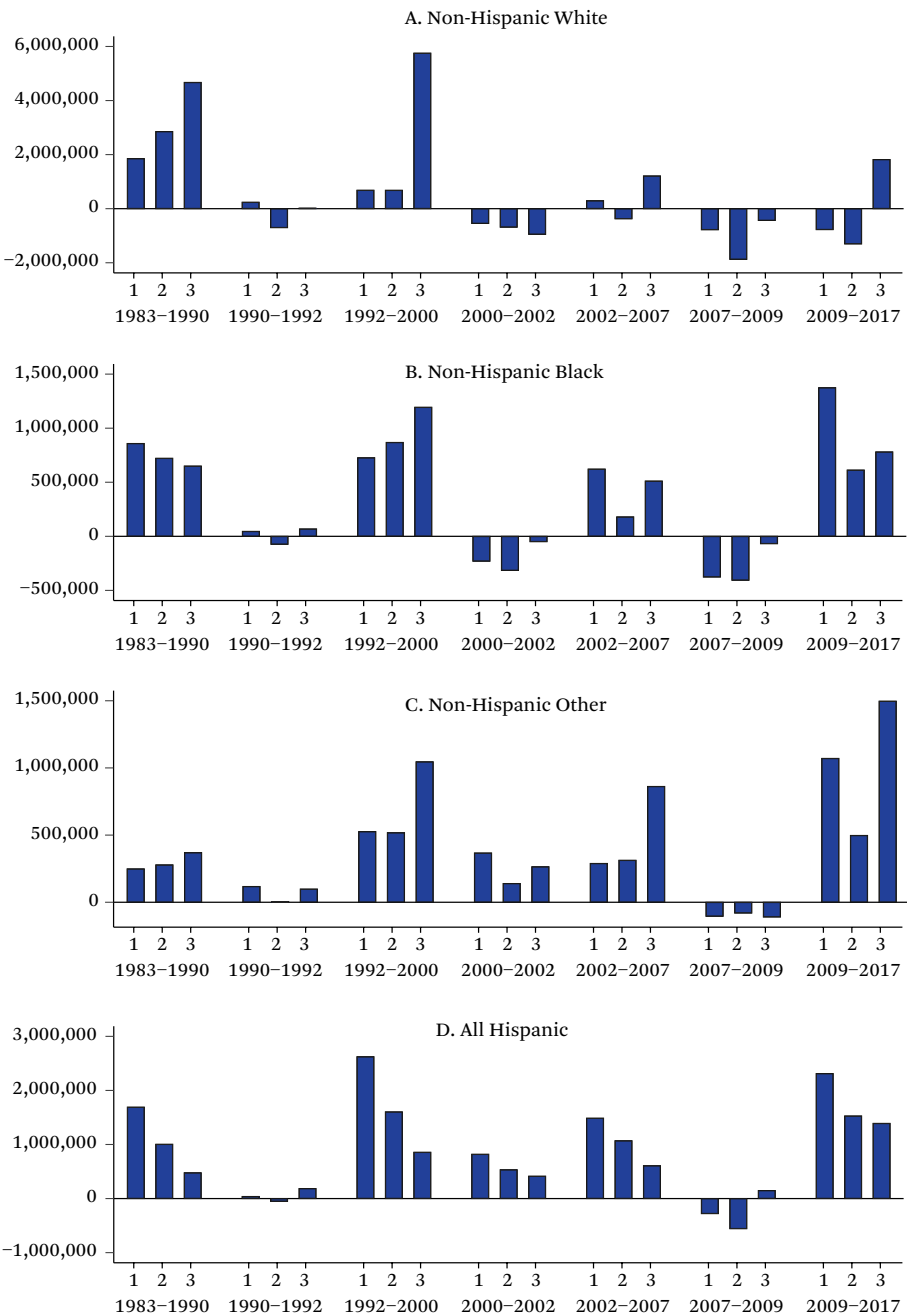 A. Non-Hispanic White
6,000,000
4,000,000
2,000,000
0
−2,000,000
1 2 3 1 2 3 1 2 3 1 2 3 1 2 3 1 2 3 1 2 3
1983–1990 1990–1992 1992–2000 2000–2002 2002–2007 2007–2009 2009–2017
B. Non-Hispanic Black
1,500,000
1,000,000
500,000
0
−500,000
1 2 3 1 2 3 1 2 3 1 2 3 1 2 3 1 2 3 1 2 3
1983–1990 1990–1992 1992–2000 2000–2002 2002–2007 2007–2009 2009–2017
C. Non-Hispanic Other
1,500,000
1,000,000
500,000
0
1 2 3 1 2 3 1 2 3 1 2 3 1 2 3 1 2 3 1 2 3
1983–1990 1990–1992 1992–2000 2000–2002 2002–2007 2007–2009 2009–2017
D. All Hispanic
3,000,000
2,000,000
1,000,000
0
−1,000,000
1 2 3 1 2 3 1 2 3 1 2 3 1 2 3 1 2 3 1 2 3
1983–1990 1990–1992 1992–2000 2000–2002 2002–2007 2007–2009 2009–2017